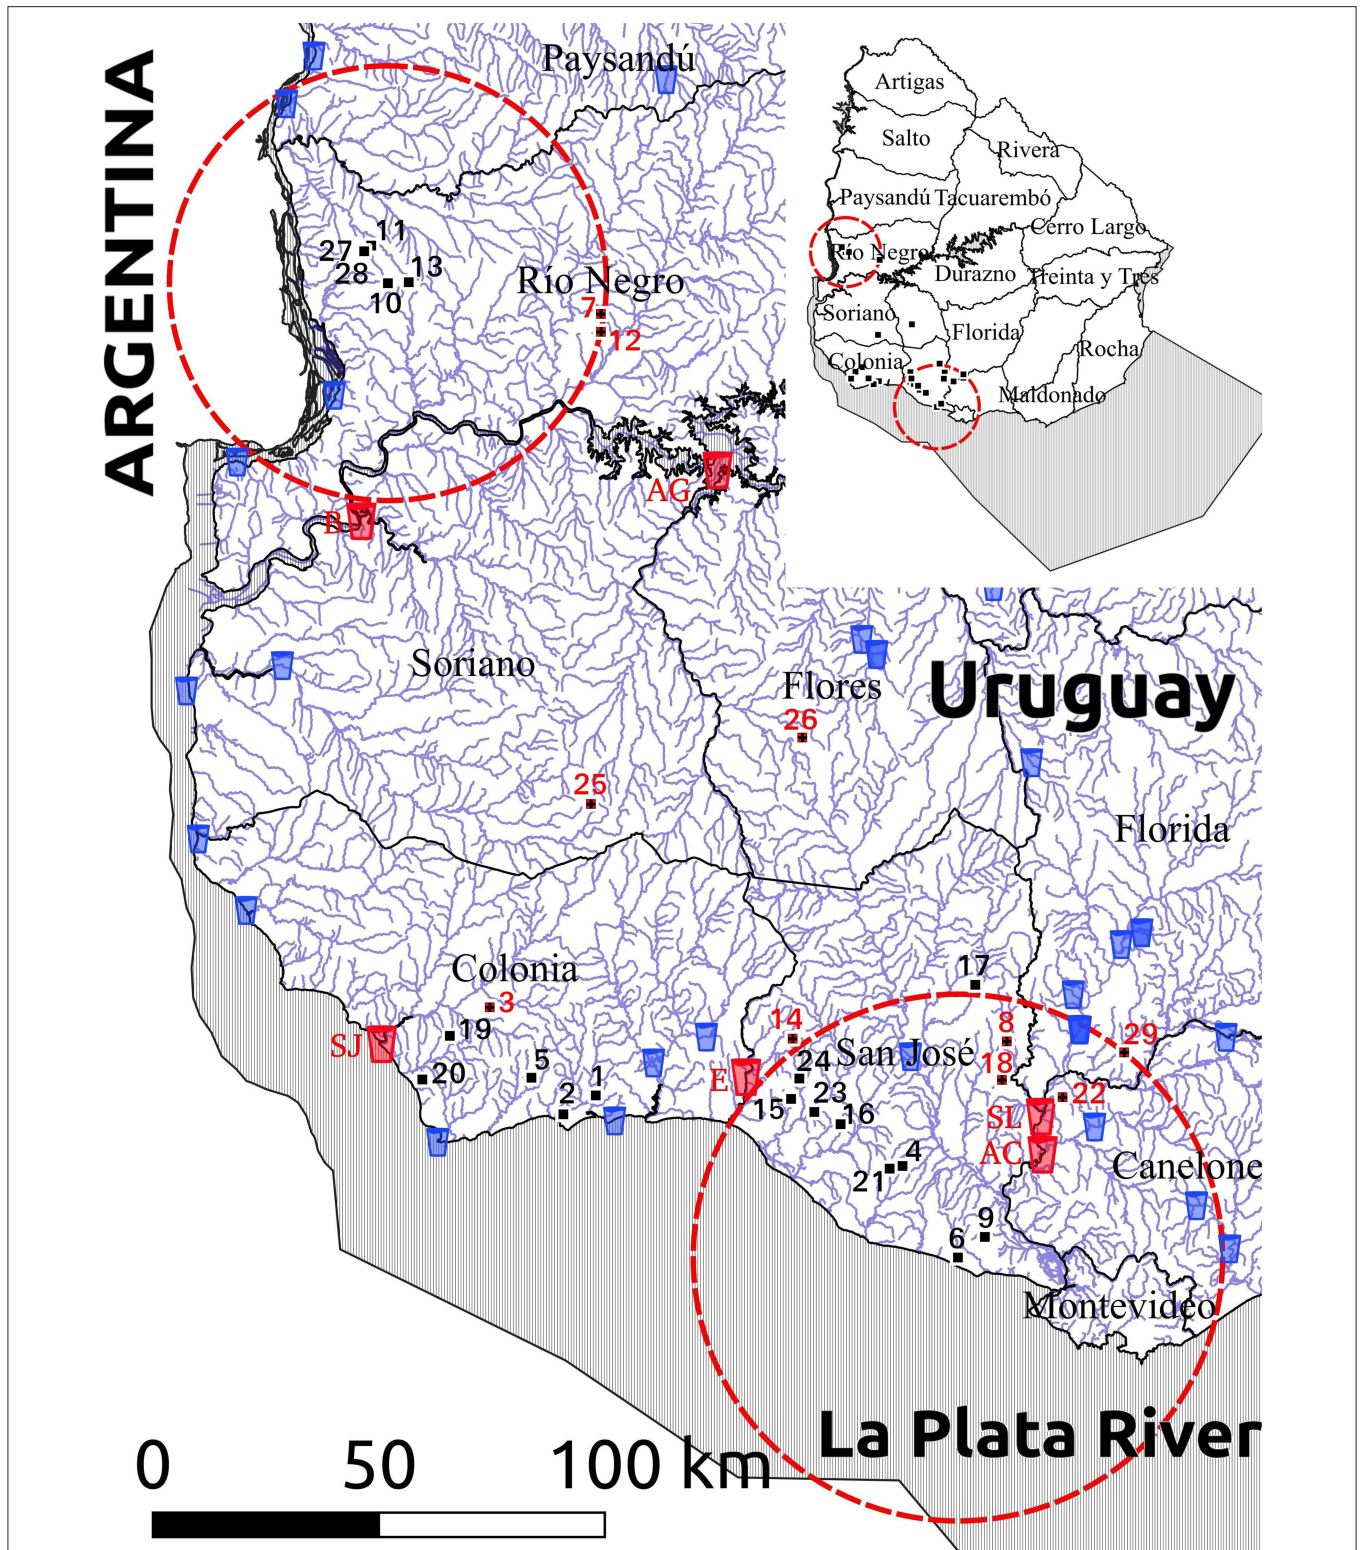 ARGENTINA
Paysandú
11
27
28
13
10
Río Negro
7
12
AG
B
Artigas
Salto
Rivera
Paysandú
Tacuarembó
Cerro Largo
Río Negro
Durazno
Treinta y Tres
Soriano
Florida
Colonia
Rocha
Maldonado
Soriano
Flores
Uruguay
26
25
Florida
Colonia
3
17
SJ
19
14
8
29
San José
5
24
18
20
E
2
1
15
23
16
22
SL
AC
4
21
Canelone
9
6
Montevideo
La Plata River
0 50 100 km